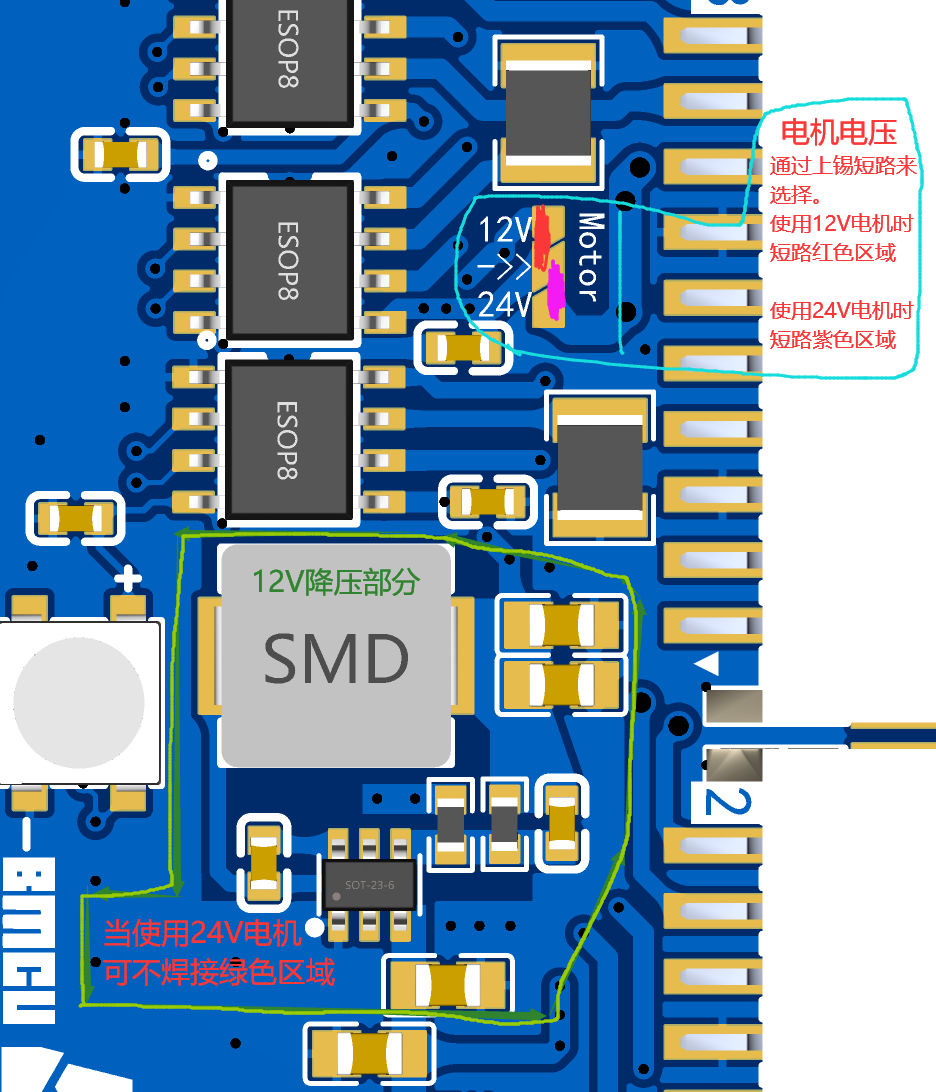 ESOP8
电机电压
通过上锡短路来
选择。
使用12V电机时
短路红色区域
使用24V电机时
短路紫色区域
12V
->>
24V
Motor
ESOP8
ESOP8
12V降压部分
SMD
+
2
SOT-23-6
当使用24V电机
可不焊接绿色区域
BMCU